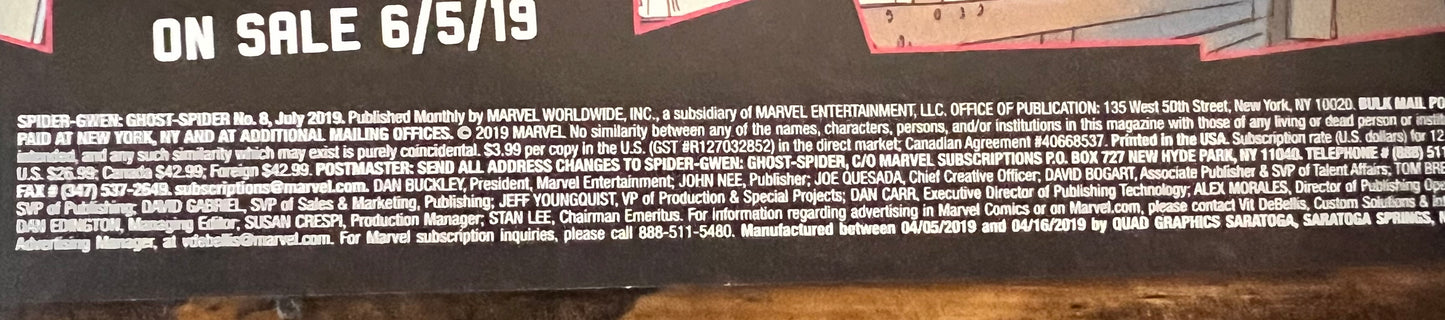 ON SALE 6/5/19
SPIDER-GWEN: GHOST-SPIDER No. 8, July 2019. Published Monthly by MARVEL WORLDWIDE, INC., a subsidiary of MARVEL ENTERTAINMENT, LLC. OFFICE OF PUBLICATION: 135 West 50th Street, New York, NY 10020. BULK MAIL PO
PAID AT NEW YORK, NY AND AT ADDITIONAL MAILING OFFICES. © 2019 MARVEL No similarity between any of the names, characters, persons, and/or institutions in this magazine with those of any living or dead person or instit
intended, and any such similarity which may exist is purely coincidental. $3.99 per copy in the U.S. (GST #R127032852) in the direct market; Canadian Agreement #40668537. Printed in the USA. Subscription rate (U.S. dollars) for 12
U.S. $26.99; Canada $42.99; Foreign $42.99. POSTMASTER: SEND ALL ADDRESS CHANGES TO SPIDER-GWEN: GHOST-SPIDER, C/O MARVEL SUBSCRIPTIONS P.O. BOX 727 NEW HYDE PARK, NY 11040. TELEPHONE # (888) 511
FAX # (347) 537-2649. subscriptions@marvel.com. DAN BUCKLEY, President, Marvel Entertainment; JOHN NEE, Publisher; JOE QUESADA, Chief Creative Officer; DAVID BOGART, Associate Publisher & SVP of Talent Affairs; TOM BRE
SVP of Publishing; DAVID GABRIEL, SVP of Sales & Marketing, Publishing; JEFF YOUNGQUIST, VP of Production & Special Projects; DAN CARR, Executive Director of Publishing Technology; ALEX MORALES, Director of Publishing Ope
DAN EDINGTON, Managing Editor; SUSAN CRESPI, Production Manager; STAN LEE, Chairman Emeritus. For information regarding advertising in Marvel Comics or on Marvel.com, please contact Vit DeBellis, Custom Solutions & Int
Advertising Manager, at vdebellis@marvel.com. For Marvel subscription inquiries, please call 888-511-5480. Manufactured between 04/05/2019 and 04/16/2019 by QUAD GRAPHICS SARATOGA, SARATOGA SPRINGS,